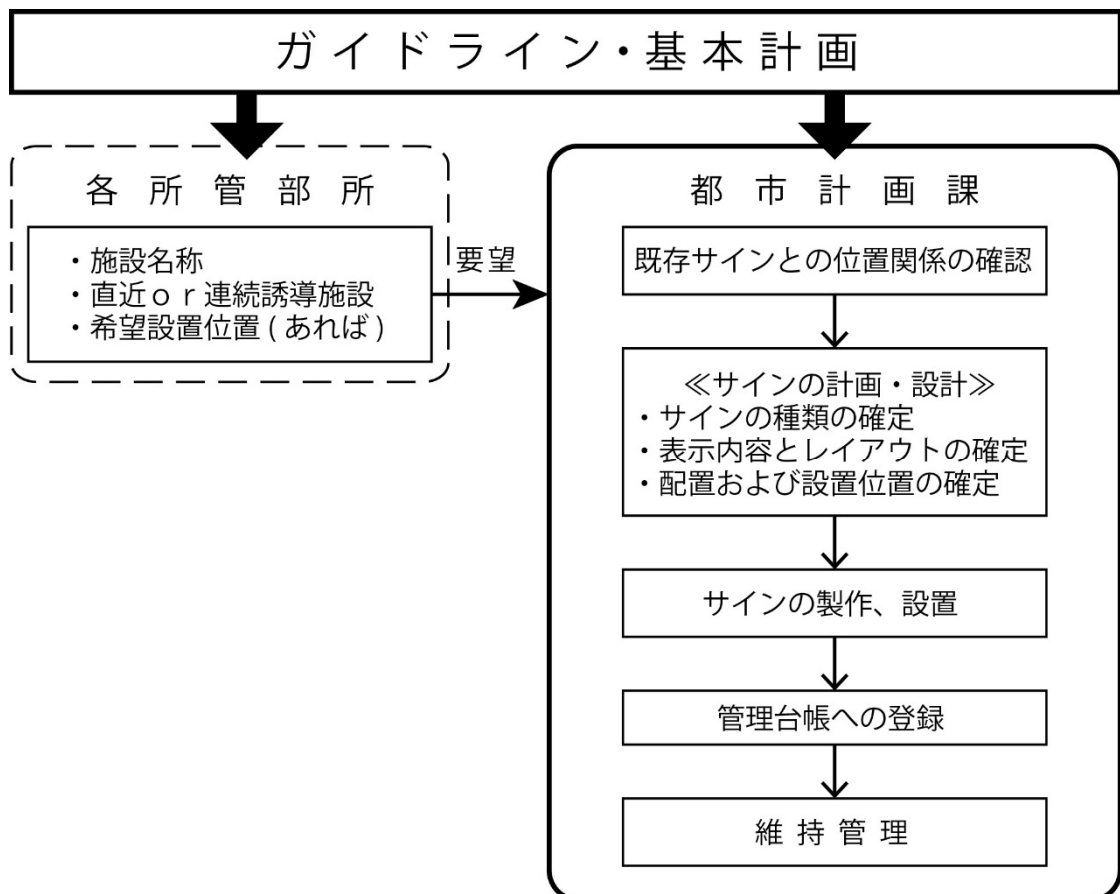 ガイドライン・基本計画
各所管部所
・施設名称
・直近ｏｒ連続誘導施設
・希望設置位置(あれば)
要望
都市計画課
既存サインとの位置関係の確認
≪サインの計画・設計≫
・サインの種類の確定
・表示内容とレイアウトの確定
・配置および設置位置の確定
サインの製作、設置
管理台帳への登録
維持管理